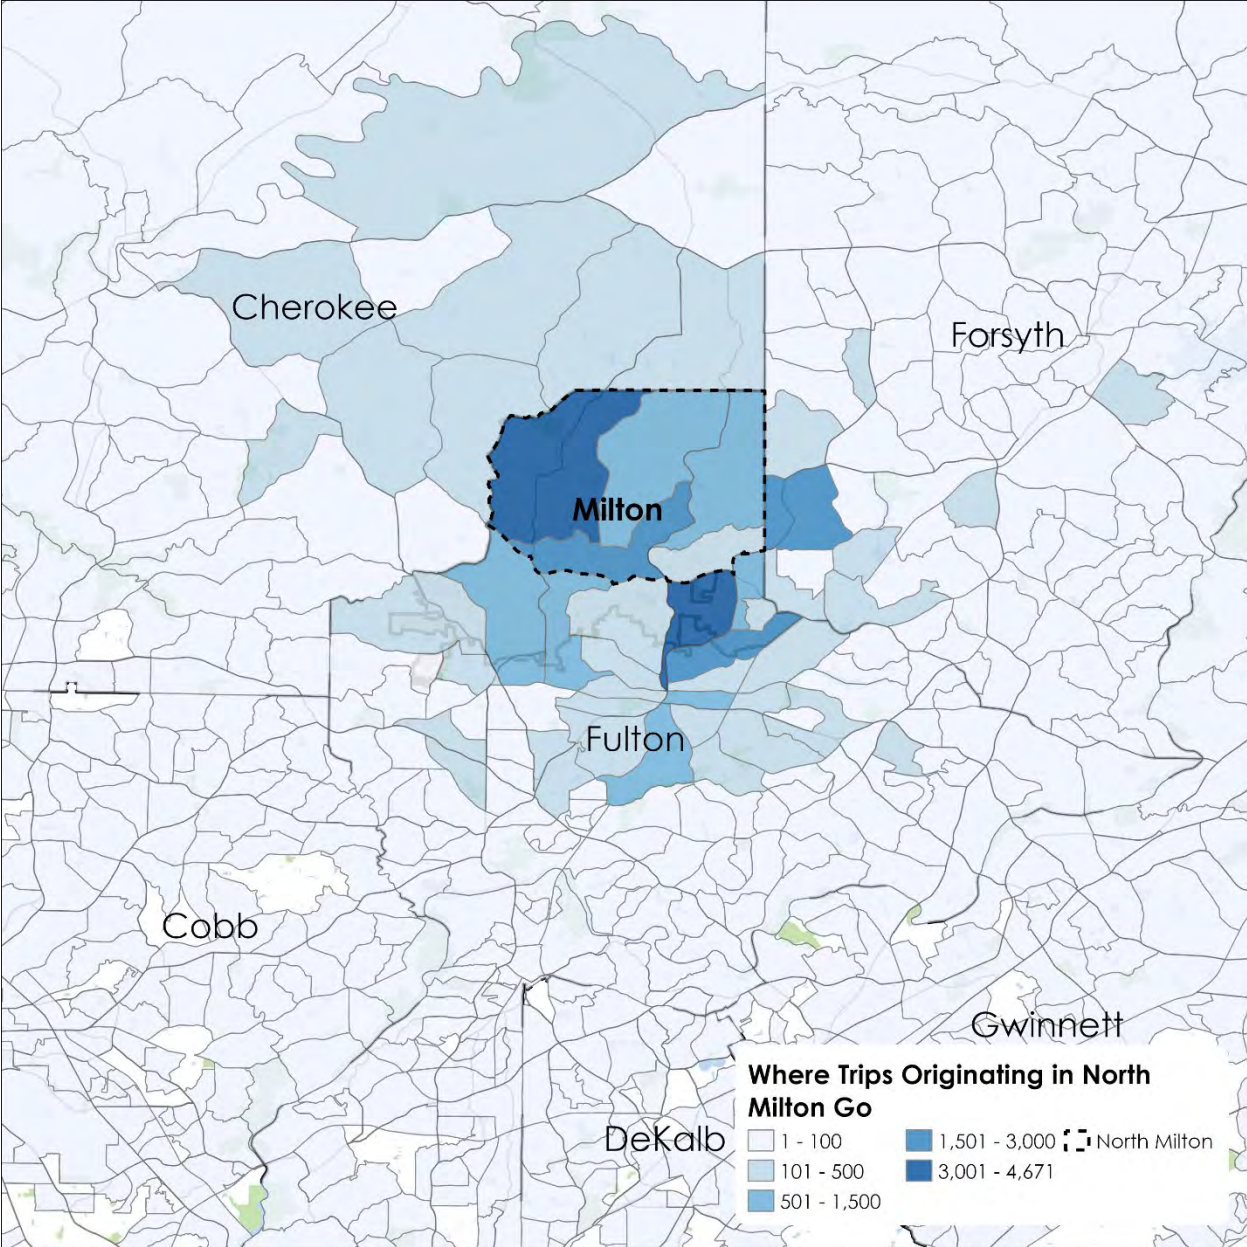 Cherokee
Forsyth
Milton
Fulton
Cobb
Gwinnett
DeKalb
Where Trips Originating in North
Milton Go
1 - 100
101 - 500
501 - 1,500
1,501 - 3,000
3,001 - 4,671
North Milton